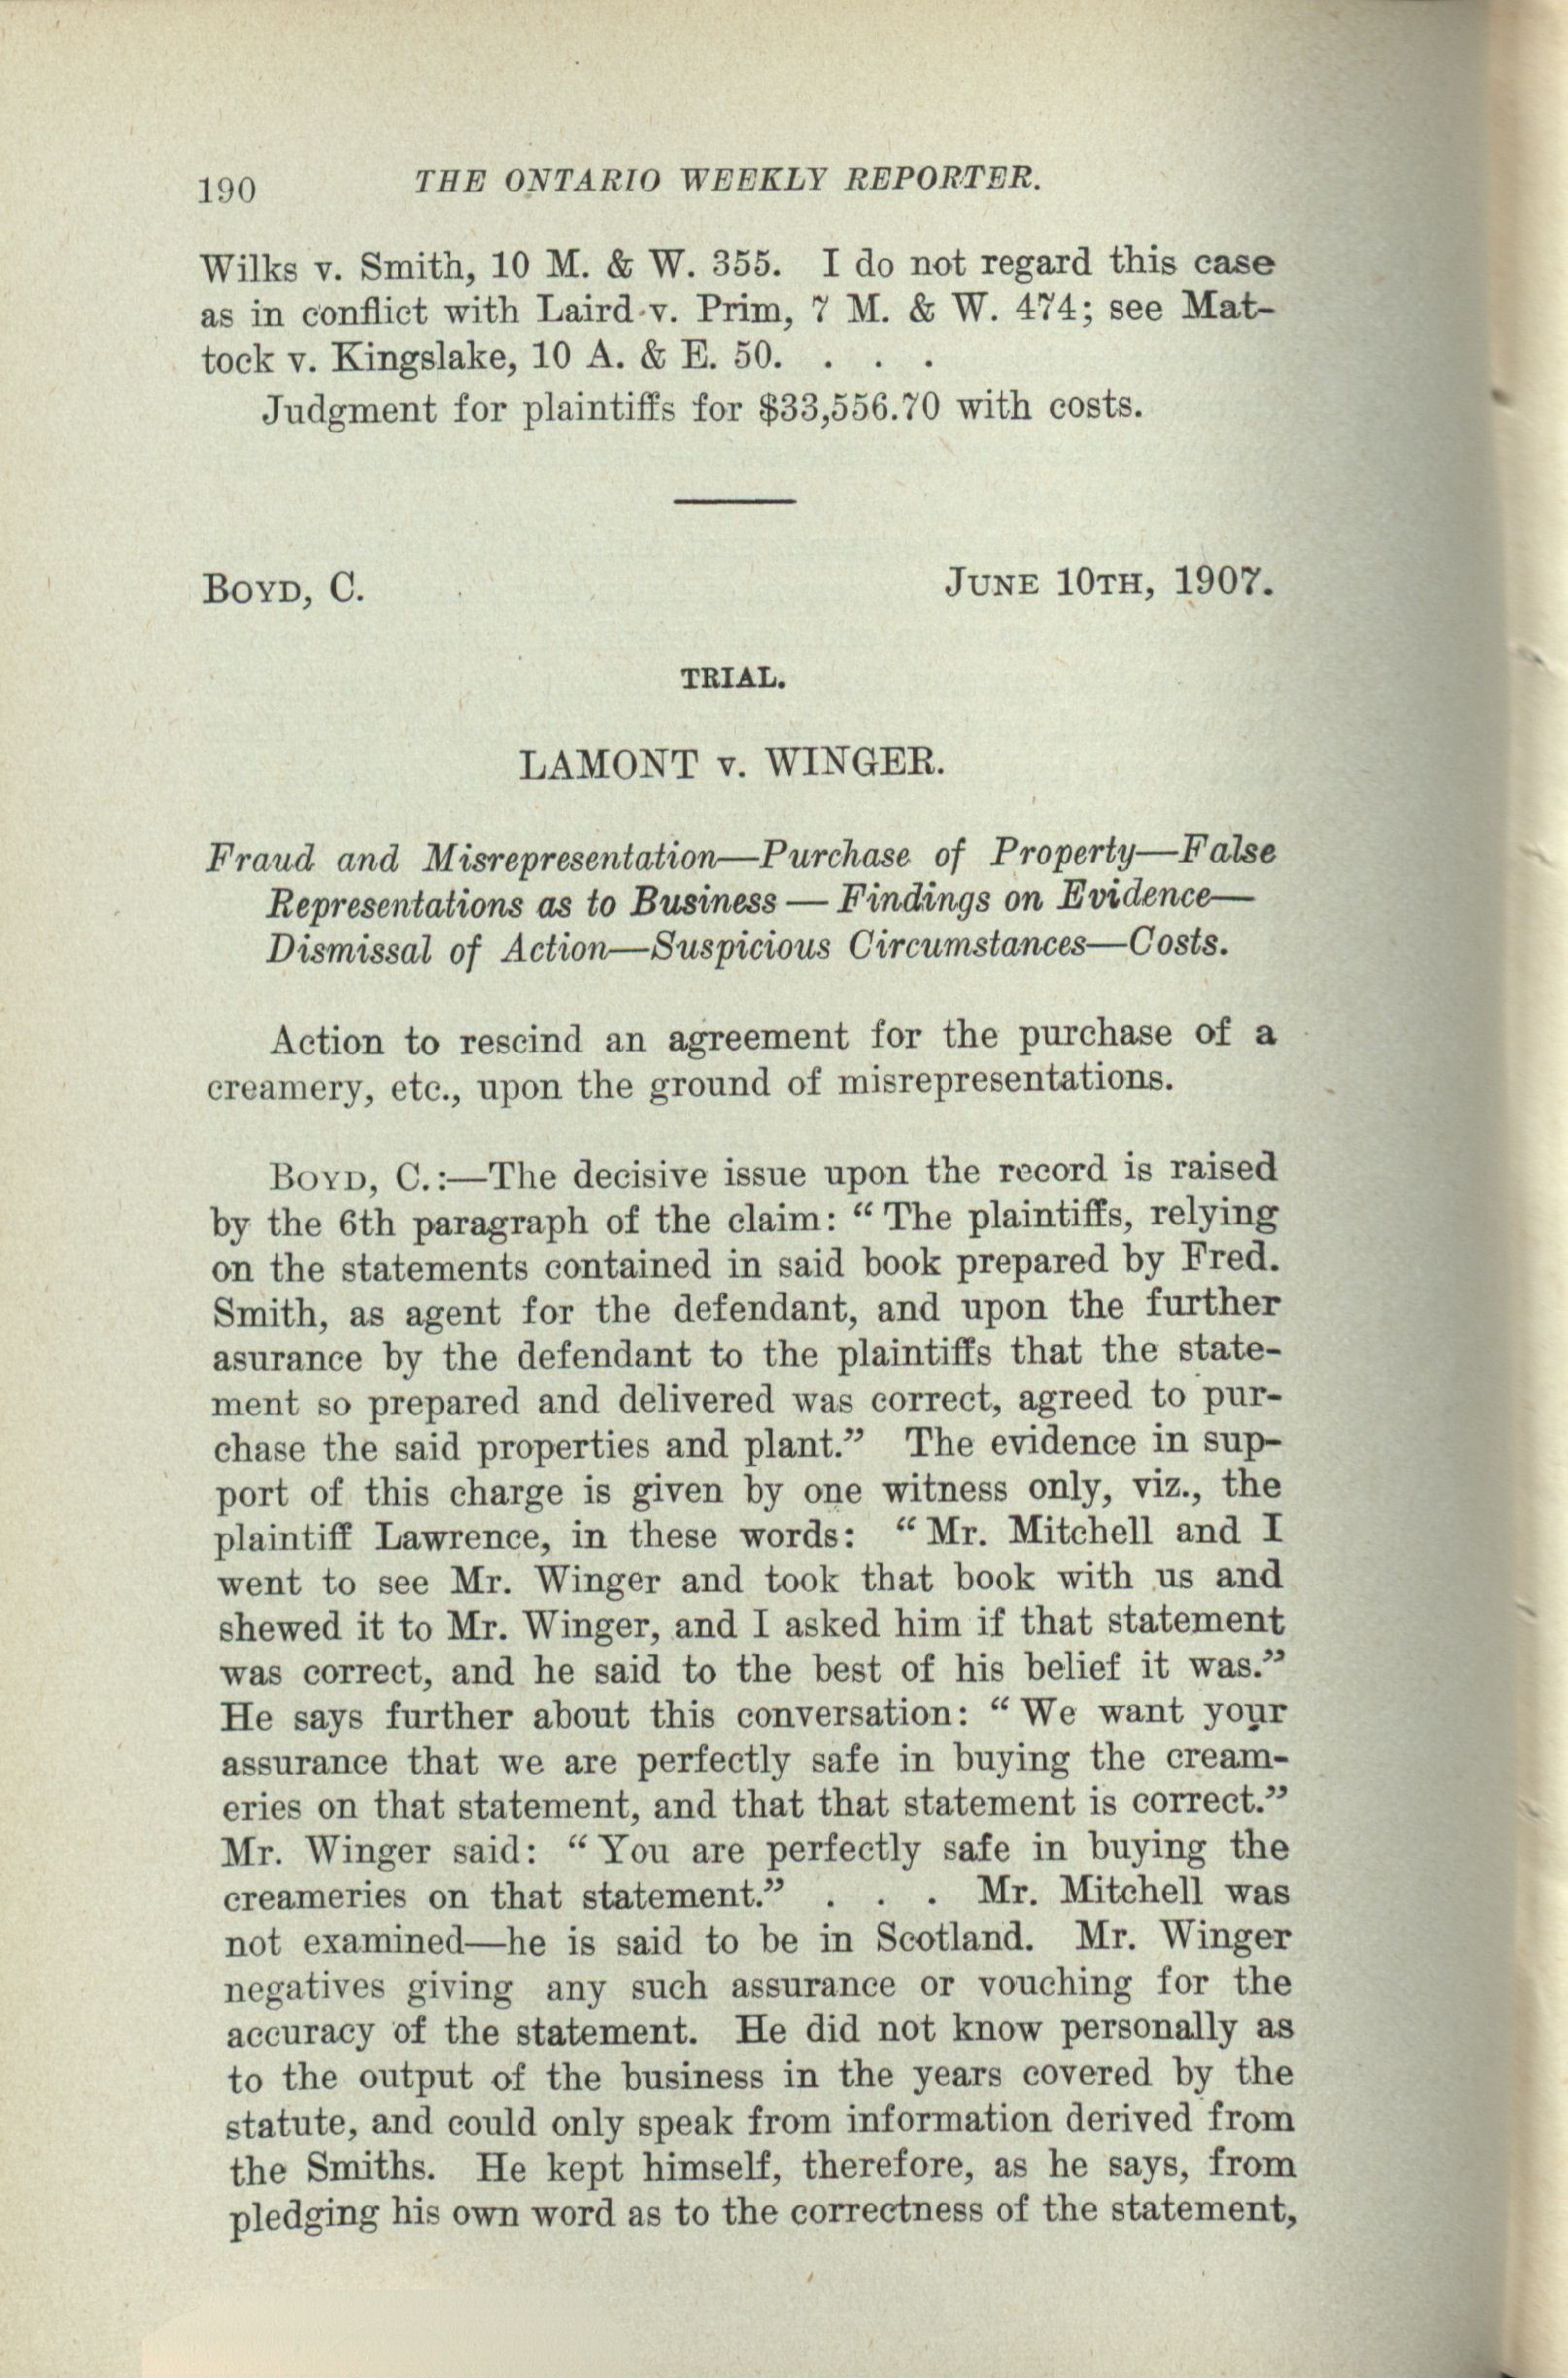 190 THE ONTARIO WEEKLY REPORTER.
Wilks v. Smith, 10 M. & W. 355. I do not regard this case
as in conflict with Laird v. Prim, 7 M. & W. 474; see Mat-
tock v. Kingslake, 10 A. & E. 50. . . .
Judgment for plaintiffs for $33,556.70 with costs.
BOYD, C. JUNE 10TH, 1907.
TRIAL.
LAMONT v. WINGER.
Fraud and Misrepresentation—Purchase of Property—False
Representations as to Business — Findings on Evidence—
Dismissal of Action—Suspicious Circumstances—Costs.
Action to rescind an agreement for the purchase of a
creamery, etc., upon the ground of misrepresentations.
BOYD, C.:—The decisive issue upon the record is raised
by the 6th paragraph of the claim: “ The plaintiffs, relying
on the statements contained in said book prepared by Fred.
Smith, as agent for the defendant, and upon the further
asurance by the defendant to the plaintiffs that the state-
ment so prepared and delivered was correct, agreed to pur-
chase the said properties and plant.” The evidence in sup-
port of this charge is given by one witness only, viz., the
plaintiff Lawrence, in these words: “ Mr. Mitchell and I
went to see Mr. Winger and took that book with us and
shewed it to Mr. Winger, and I asked him if that statement
was correct, and he said to the best of his belief it was.”
He says further about this conversation: “ We want your
assurance that we are perfectly safe in buying the cream-
eries on that statement, and that that statement is correct.”
Mr. Winger said: “ You are perfectly safe in buying the
creameries on that statement.” . . . Mr. Mitchell was
not examined—he is said to be in Scotland. Mr. Winger
negatives giving any such assurance or vouching for the
accuracy of the statement. He did not know personally as
to the output of the business in the years covered by the
statute, and could only speak from information derived from
the Smiths. He kept himself, therefore, as he says, from
pledging his own word as to the correctness of the statement,